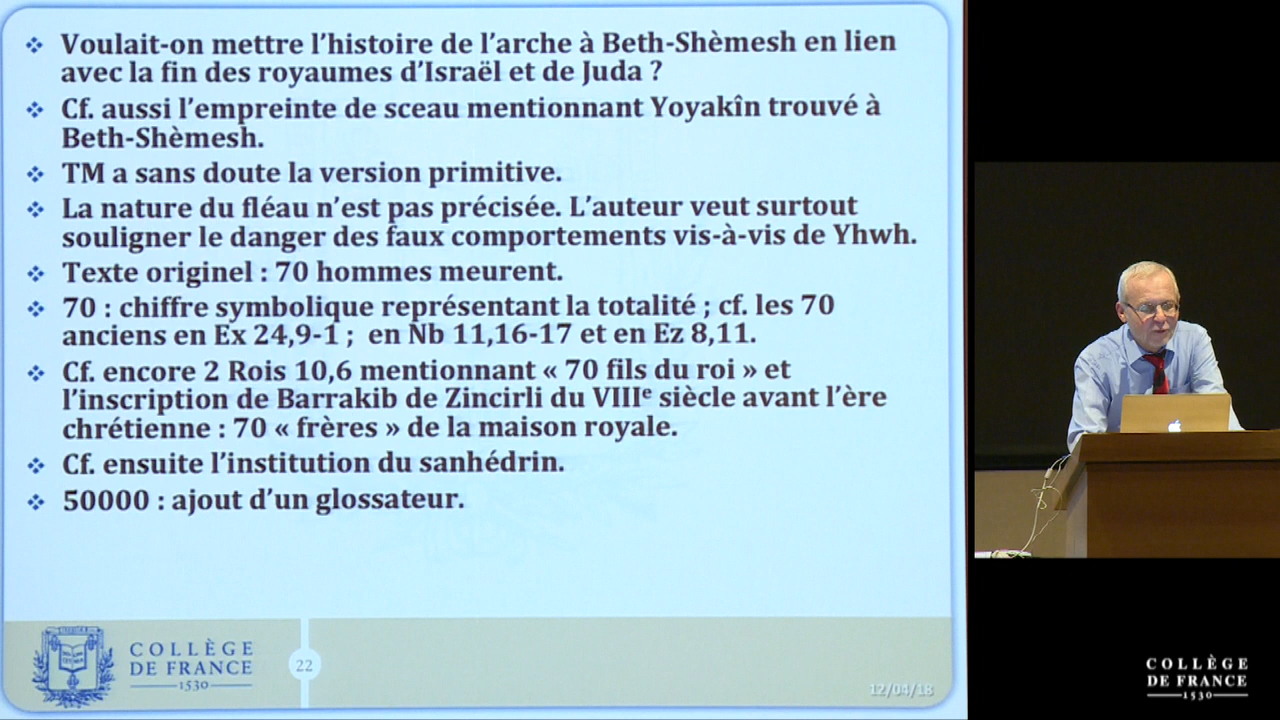 Voulait-on mettre l'histoire de l'arche à Beth-Shèmesh en lien
avec la fin des royaumes d'Israël et de Juda ?
Cf. aussi l'empreinte de sceau mentionnant Yoyakîn trouvé à
Beth-Shèmesh.
TM a sans doute la version primitive.
La nature du fléau n'est pas précisée. L'auteur veut surtout
souligner le danger des faux comportements vis-à-vis de Yhwh.
Texte originel : 70 hommes meurent.
70 : chiffre symbolique représentant la totalité ; cf. les 70
anciens en Ex 24,9-1 ; en Nb 11,16-17 et en Ez 8,11.
Cf. encore 2 Rois 10,6 mentionnant « 70 fils du roi » et
l'inscription de Barrakib de Zincirli du VIIIe siècle avant l'ère
chrétienne : 70 « frères » de la maison royale.
Cf. ensuite l'institution du sanhédrin.
50000 : ajout d'un glossateur.
COLLÈGE
DE FRANCE
1530
22
12/04/18
COLLÈGE
DE FRANCE
1530